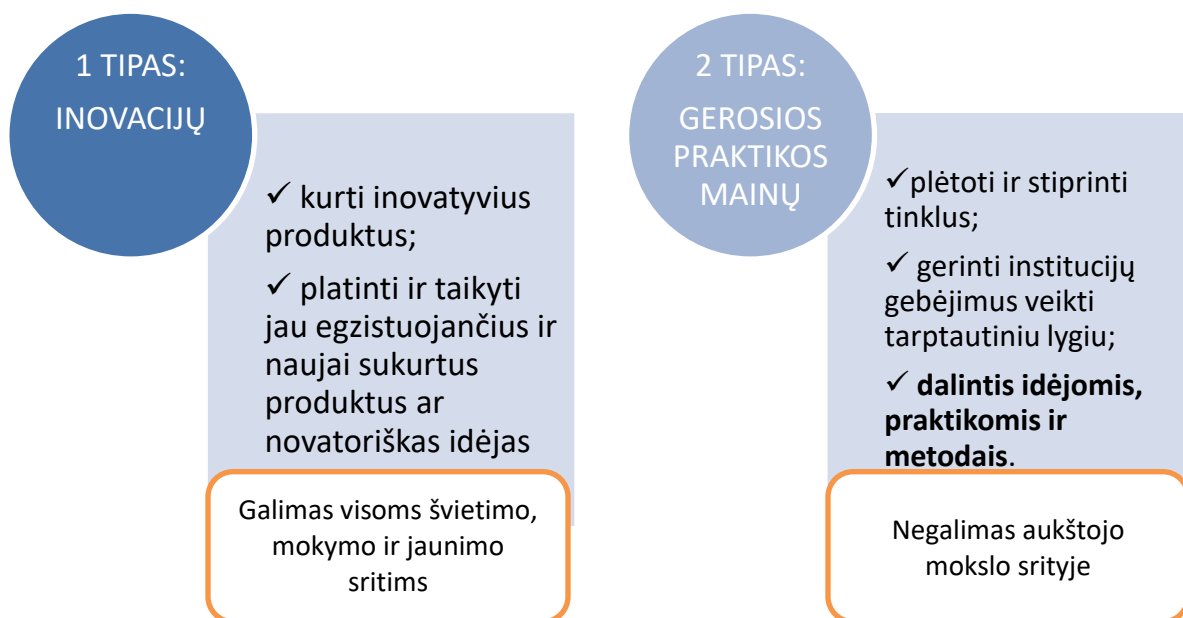 1 TIPAS:
INOVACIJŲ
✓ kurti inovatyvius
produktus;
✓ platinti ir taikyti
jau egzistuojančius ir
naujai sukurtus
produktus ar
novatoriškas idėjas
Galimas visoms švietimo,
mokymo ir jaunimo
sritims
2 TIPAS:
GEROSIOS
PRAKTIKOS
MAINŲ
✓plėtoti ir stiprinti
tinklus;
✓ gerinti institucijų
gebėjimus veikti
tarptautiniu lygiu;
✓ dalintis idėjomis,
praktikomis ir
metodais.
Negalimas aukštojo
mokslo srityje